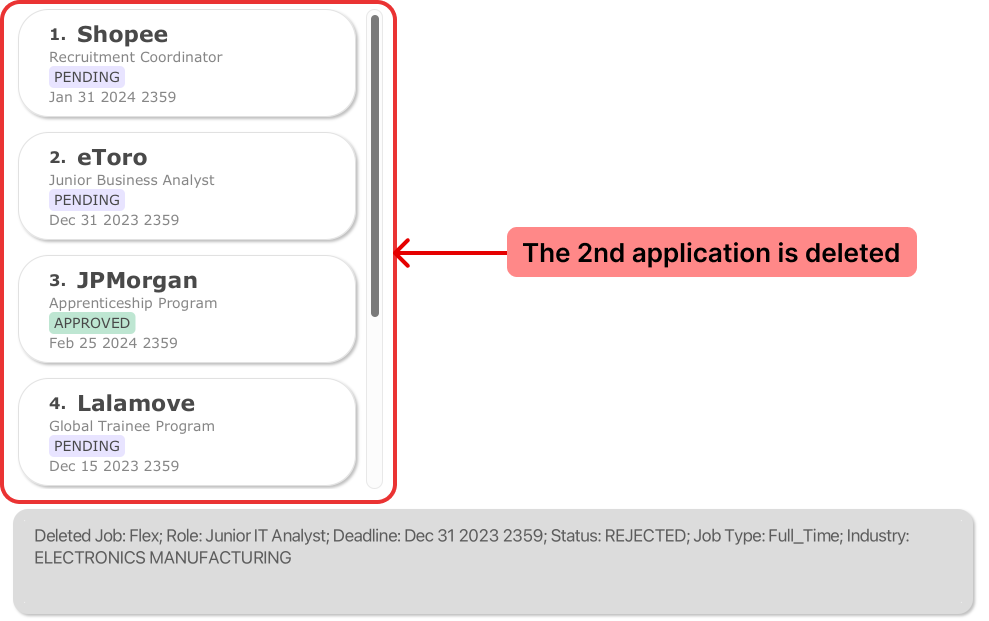 1. Shopee
Recruitment Coordinator
PENDING
Jan 31 2024 2359
2. eToro
Junior Business Analyst
PENDING
Dec 31 2023 2359
3. JPMorgan
Apprenticeship Program
APPROVED
Feb 25 2024 2359
4. Lalamove
Global Trainee Program
PENDING
Dec 15 2023 2359
The 2nd application is deleted
Deleted Job: Flex; Role: Junior IT Analyst; Deadline: Dec 31 2023 2359; Status: REJECTED; Job Type: Full_Time; Industry:
ELECTRONICS MANUFACTURING